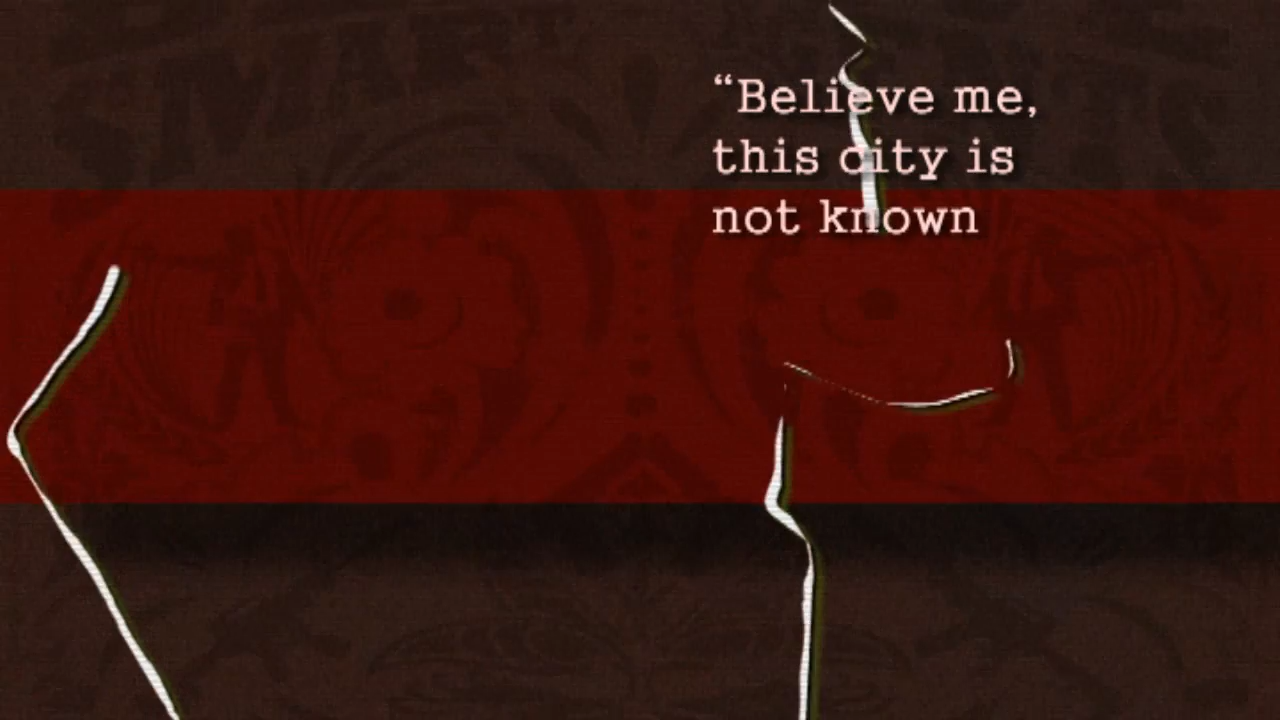 “Believe me,
this city is
not known